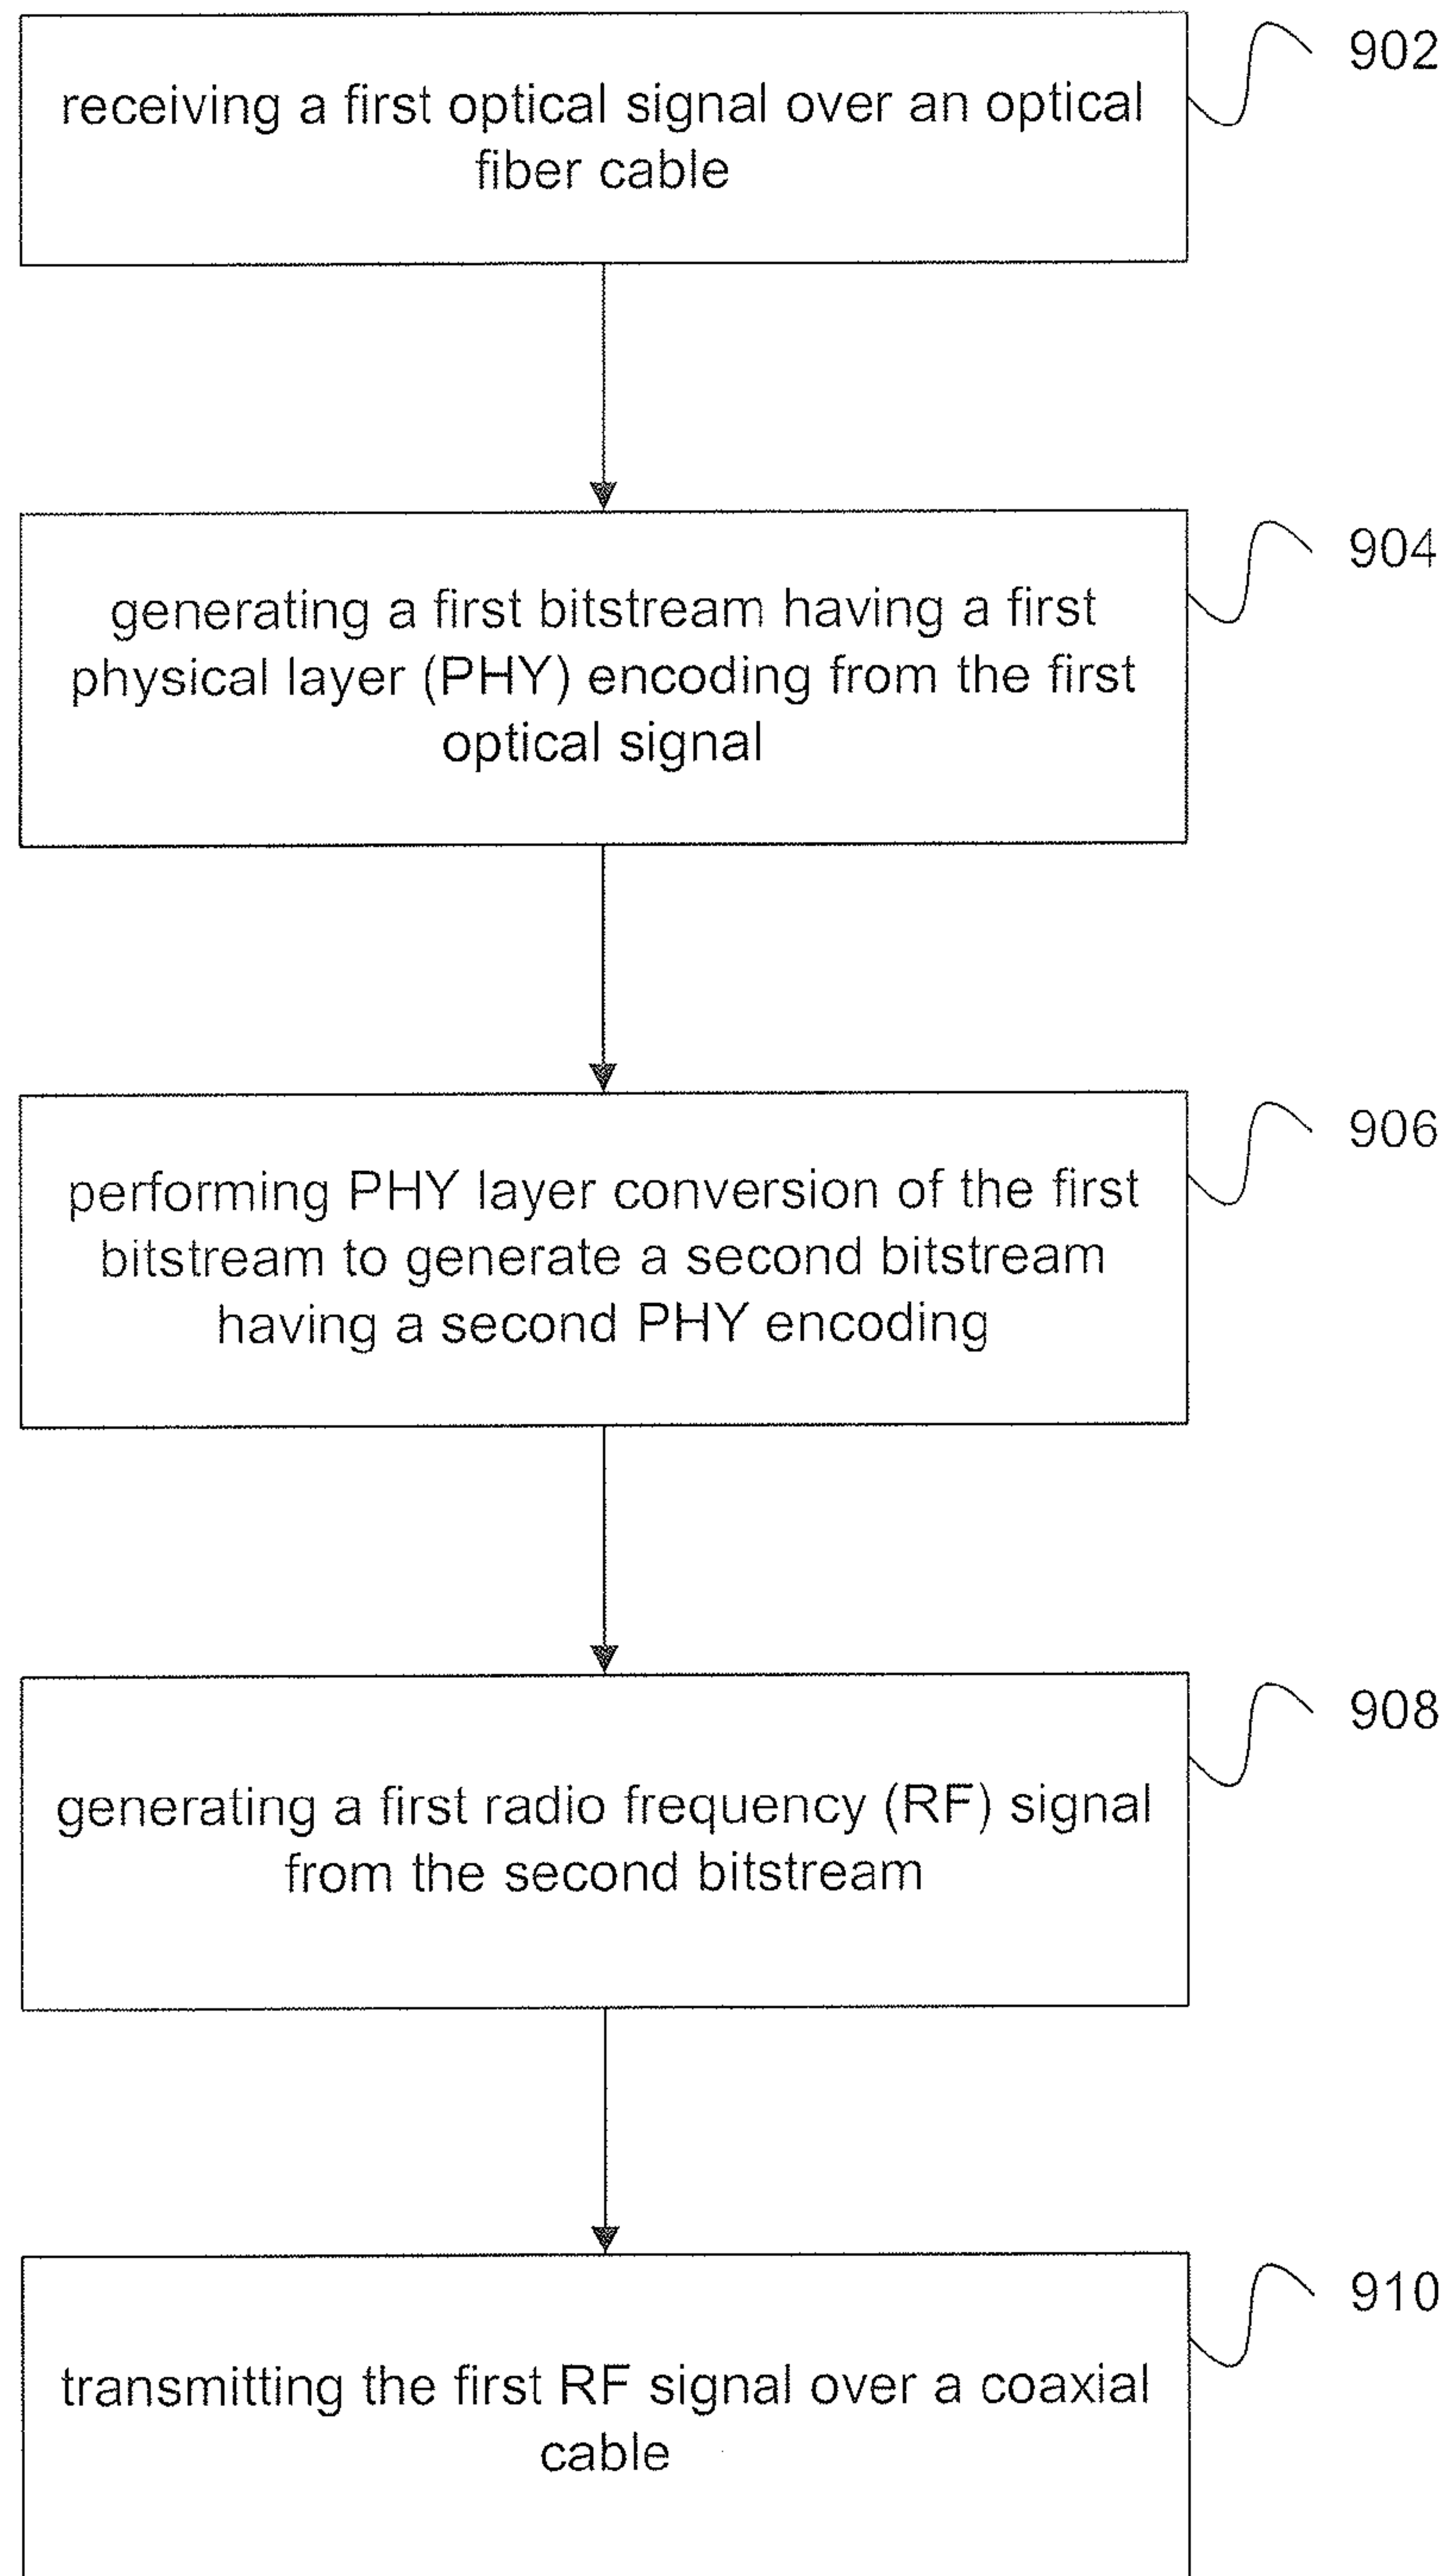 receiving a first optical signal over an optical
fiber cable
902
generating a first bitstream having a first
physical layer (PHY) encoding from the first
optical signal
904
performing PHY layer conversion of the first
bitstream to generate a second bitstream
having a second PHY encoding
906
generating a first radio frequency (RF) signal
from the second bitstream
908
transmitting the first RF signal over a coaxial
cable
910